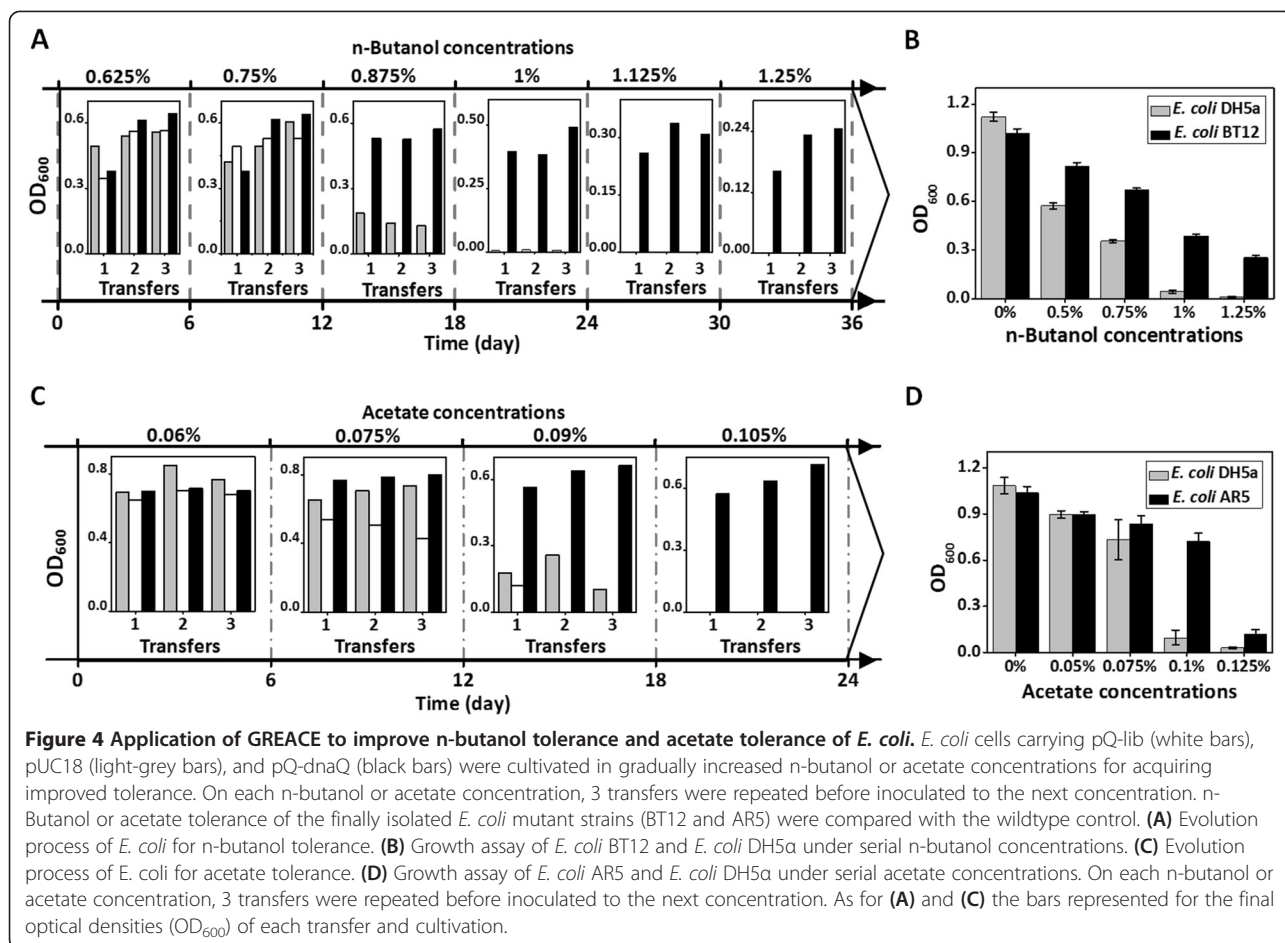 A
n-Butanol concentrations
0.625% 0.75% 0.875% 1% 1.125% 1.25%
OD600
0.6
0.3
0.0
1 2 3
Transfers
0.6
0.3
0.0
1 2 3
Transfers
0.6
0.3
0.0
1 2 3
Transfers
0.50
0.25
0.00
1 2 3
Transfers
0.30
0.15
0.00
1 2 3
Transfers
0.24
0.12
0.00
1 2 3
Transfers
0 6 12 18 24 30 36
Time (day)
B
OD600
1.2
0.9
0.6
0.3
0.0
E. coli DH5a
E. coli BT12
0% 0.5% 0.75% 1% 1.25%
n-Butanol concentrations
C
Acetate concentrations
0.06% 0.075% 0.09% 0.105%
OD600
0.8
0.4
0.0
1 2 3
Transfers
0.8
0.4
0.0
1 2 3
Transfers
0.6
0.3
0.0
1 2 3
Transfers
0.6
0.3
0.0
1 2 3
Transfers
0 6 12 18 24
Time (day)
D
OD600
1.2
0.9
0.6
0.3
0.0
E. coli DH5a
E. coli AR5
0% 0.05% 0.075% 0.1% 0.125%
Acetate concentrations
Figure 4 Application of GREACE to improve n-butanol tolerance and acetate tolerance of E. coli. E. coli cells carrying pQ-lib (white bars),
pUC18 (light-grey bars), and pQ-dnaQ (black bars) were cultivated in gradually increased n-butanol or acetate concentrations for acquiring
improved tolerance. On each n-butanol or acetate concentration, 3 transfers were repeated before inoculated to the next concentration. n-
Butanol or acetate tolerance of the finally isolated E. coli mutant strains (BT12 and AR5) were compared with the wildtype control. (A) Evolution
process of E. coli for n-butanol tolerance. (B) Growth assay of E. coli BT12 and E. coli DH5α under serial n-butanol concentrations. (C) Evolution
process of E. coli for acetate tolerance. (D) Growth assay of E. coli AR5 and E. coli DH5α under serial acetate concentrations. On each n-butanol or
acetate concentration, 3 transfers were repeated before inoculated to the next concentration. As for (A) and (C) the bars represented for the final
optical densities (OD600) of each transfer and cultivation.